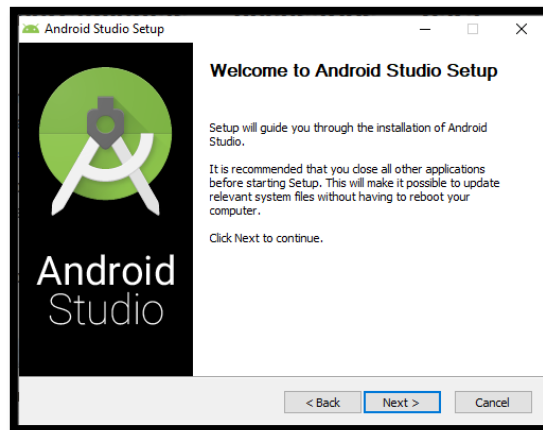 Android Studio Setup
Welcome to Android Studio Setup
Setup will guide you through the installation of Android
Studio.
It is recommended that you close all other applications
before starting Setup. This will make it possible to update
relevant system files without having to reboot your
computer.
Click Next to continue.
Android
Studio
< Back Next > Cancel